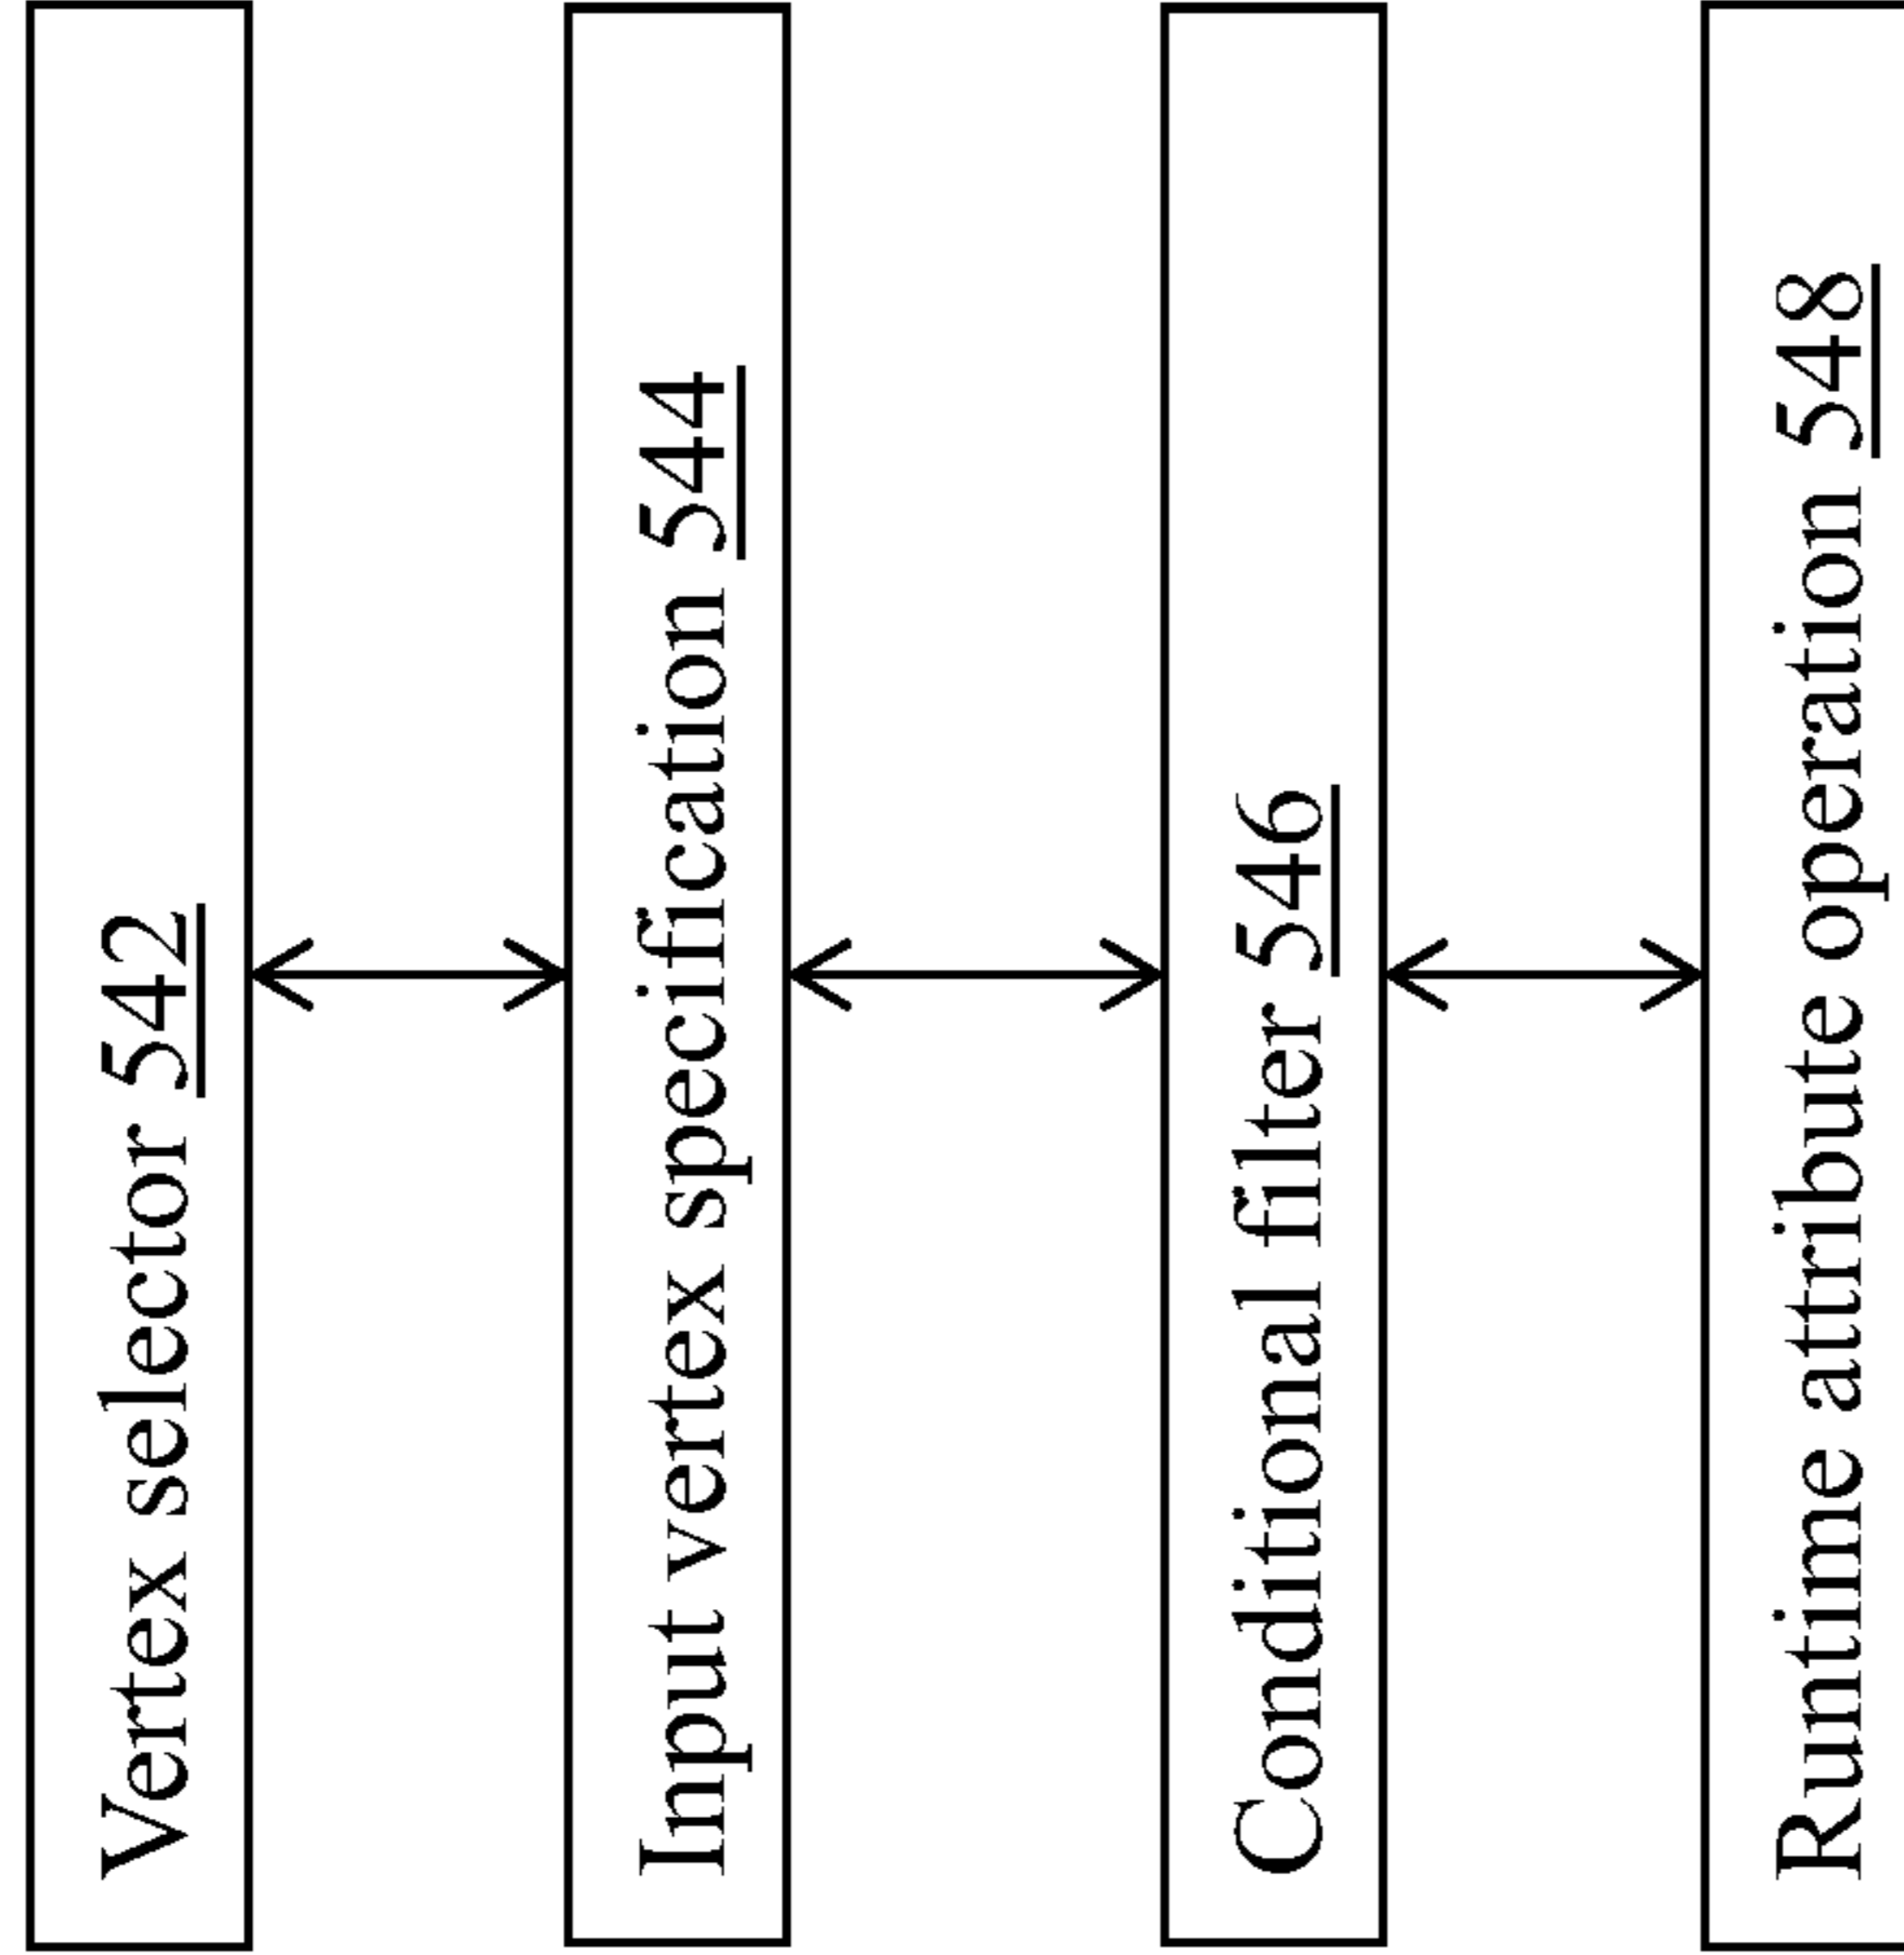 Vertex selector 542
Input vertex specification 544
Conditional filter 546
Runtime attribute operation 548